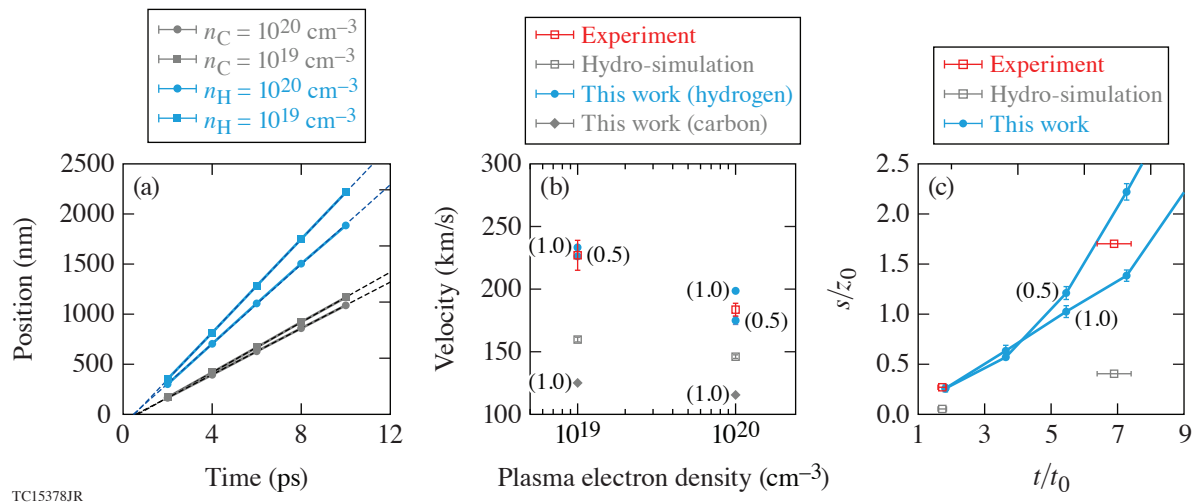 n_C = 10^20 cm^–3
n_C = 10^19 cm^–3
n_H = 10^20 cm^–3
n_H = 10^19 cm^–3
(a)
Position (nm)
2500
2000
1500
1000
500
0
0 4 8 12
Time (ps)
Experiment
Hydro-simulation
This work (hydrogen)
This work (carbon)
(b)
Velocity (km/s)
300
250
200
150
100
(1.0) (0.5)
(1.0)
(0.5)
(1.0)
(1.0)
10^19 10^20
Plasma electron density (cm^–3)
Experiment
Hydro-simulation
This work
(c)
s/z_0
2.5
2.0
1.5
1.0
0.5
0.0
(0.5)
(1.0)
1 3 5 7 9
t/t_0
TC15378JR